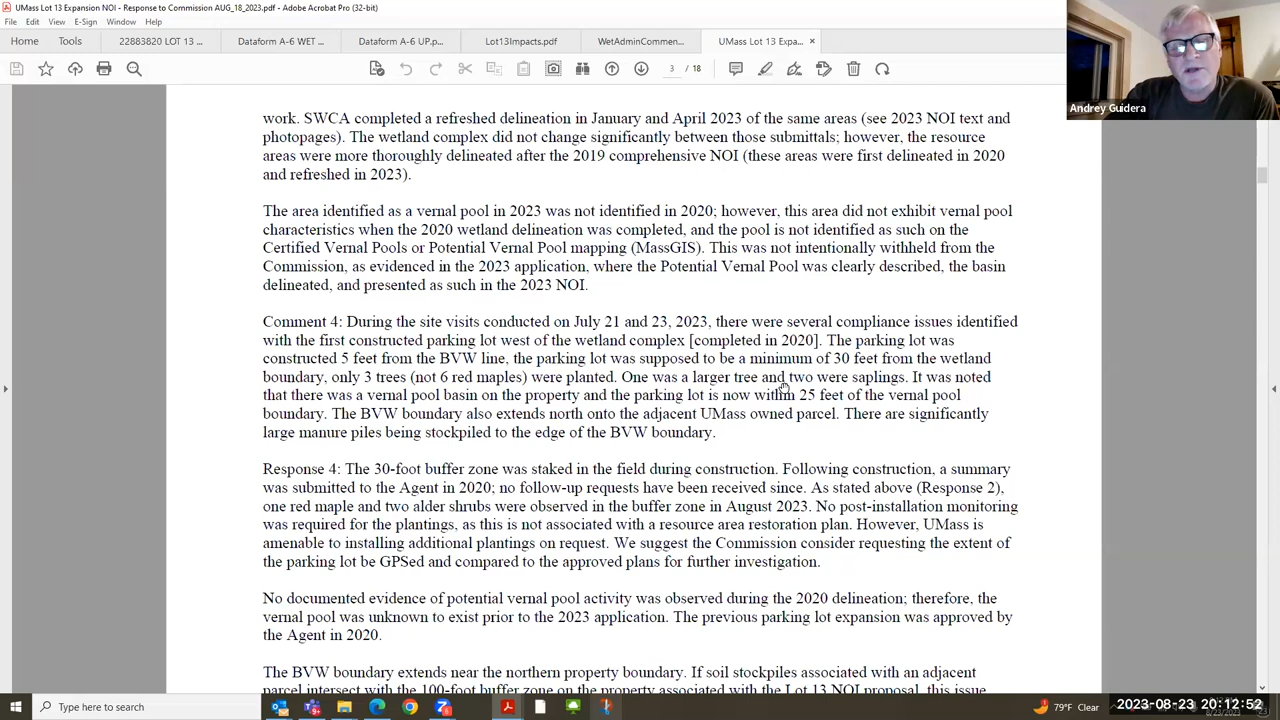 UMass Lot 13 Expansion NOI - Response to Commission AUG_18_2023.pdf - Adobe Acrobat Pro (32-bit)
File Edit View E-Sign Window Help
Home Tools 22883820 LOT 13 ... Dataform A-6 WET ... Dataform A-6 UP.p... Lot13Impacts.pdf WetAdminCommen... UMass Lot 13 Expa... ×
3 / 18
Andrey Guidera
work. SWCA completed a refreshed delineation in January and April 2023 of the same areas (see 2023 NOI text and
photopages). The wetland complex did not change significantly between those submittals; however, the resource
areas were more thoroughly delineated after the 2019 comprehensive NOI (these areas were first delineated in 2020
and refreshed in 2023).
The area identified as a vernal pool in 2023 was not identified in 2020; however, this area did not exhibit vernal pool
characteristics when the 2020 wetland delineation was completed, and the pool is not identified as such on the
Certified Vernal Pools or Potential Vernal Pool mapping (MassGIS). This was not intentionally withheld from the
Commission, as evidenced in the 2023 application, where the Potential Vernal Pool was clearly described, the basin
delineated, and presented as such in the 2023 NOI.
Comment 4: During the site visits conducted on July 21 and 23, 2023, there were several compliance issues identified
with the first constructed parking lot west of the wetland complex [completed in 2020]. The parking lot was
constructed 5 feet from the BVW line, the parking lot was supposed to be a minimum of 30 feet from the wetland
boundary, only 3 trees (not 6 red maples) were planted. One was a larger tree and two were saplings. It was noted
that there was a vernal pool basin on the property and the parking lot is now within 25 feet of the vernal pool
boundary. The BVW boundary also extends north onto the adjacent UMass owned parcel. There are significantly
large manure piles being stockpiled to the edge of the BVW boundary.
Response 4: The 30-foot buffer zone was staked in the field during construction. Following construction, a summary
was submitted to the Agent in 2020; no follow-up requests have been received since. As stated above (Response 2),
one red maple and two alder shrubs were observed in the buffer zone in August 2023. No post-installation monitoring
was required for the plantings, as this is not associated with a resource area restoration plan. However, UMass is
amenable to installing additional plantings on request. We suggest the Commission consider requesting the extent of
the parking lot be GPSed and compared to the approved plans for further investigation.
No documented evidence of potential vernal pool activity was observed during the 2020 delineation; therefore, the
vernal pool was unknown to exist prior to the 2023 application. The previous parking lot expansion was approved by
the Agent in 2020.
The BVW boundary extends near the northern property boundary. If soil stockpiles associated with an adjacent
parcel intersect with the 100-foot buffer zone on the property associated with the Lot 13 NOI proposal, this issue
Type here to search
79°F Clear
2023-08-23 20:12:52